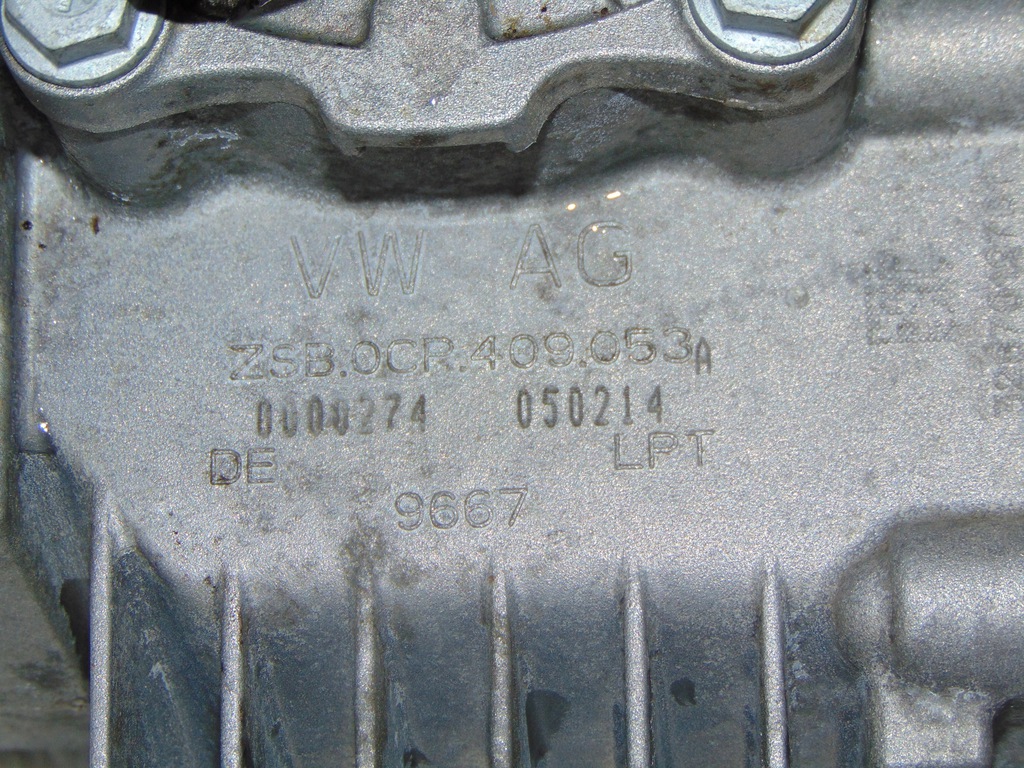 VW AG
ZSB.0CR.409.053A
0000274 050214
DE LPT
9667